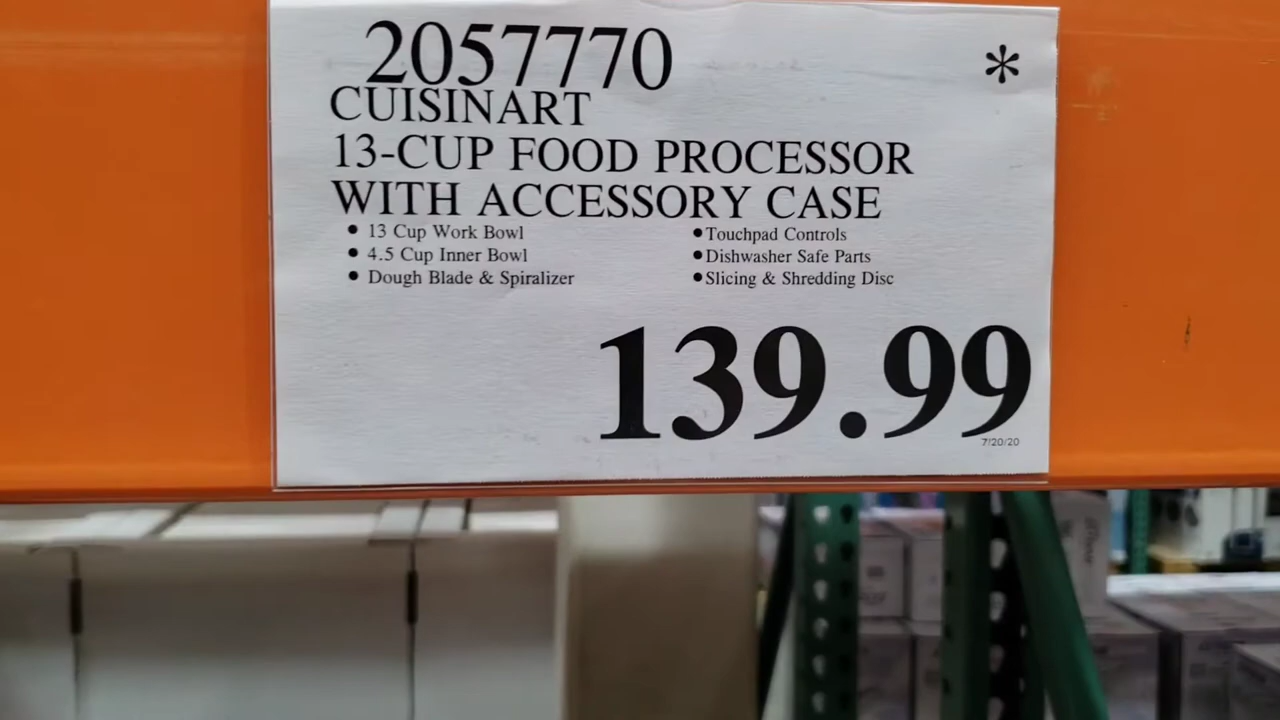 2057770
*
CUISINART
13-CUP FOOD PROCESSOR
WITH ACCESSORY CASE
• 13 Cup Work Bowl
• 4.5 Cup Inner Bowl
• Dough Blade & Spiralizer
• Touchpad Controls
• Dishwasher Safe Parts
• Slicing & Shredding Disc
139.99
7/20/20